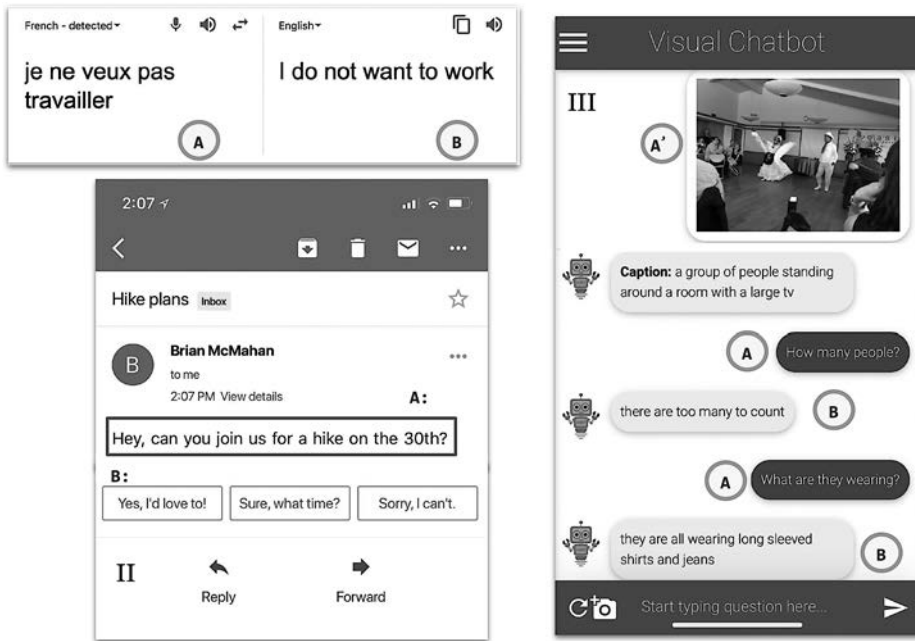 French - detected
English
je ne veux pas
travailler
I do not want to work
A
B
2:07
Hike plans Inbox
B
Brian McMahan
to me
2:07 PM View details
A:
Hey, can you join us for a hike on the 30th?
B:
Yes, I'd love to!
Sure, what time?
Sorry, I can't.
II
Reply
Forward
Visual Chatbot
III
A’
Caption: a group of people standing
around a room with a large tv
A
How many people?
there are too many to count
B
A
What are they wearing?
they are all wearing long sleeved
shirts and jeans
B
Start typing question here...